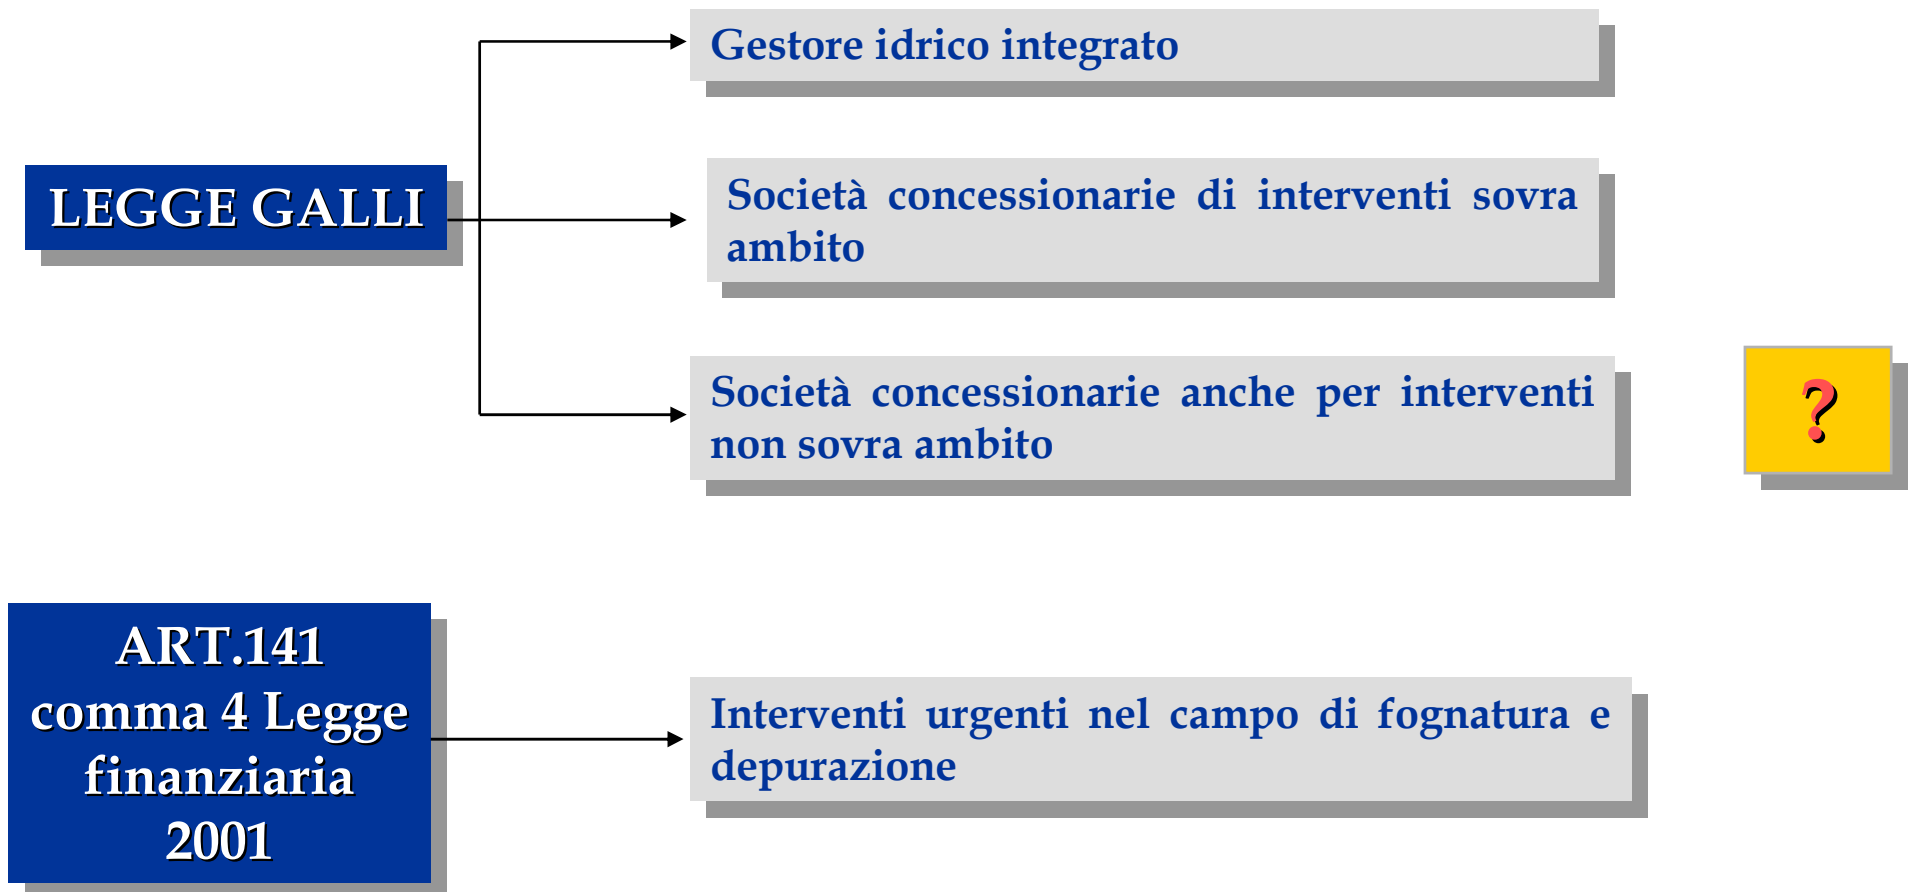 Gestore idrico integrato
LEGGE GALLI
Società concessionarie di interventi sovra
ambito
Società concessionarie anche per interventi
non sovra ambito
?
ART.141
comma 4 Legge
finanziaria
2001
Interventi urgenti nel campo di fognatura e
depurazione